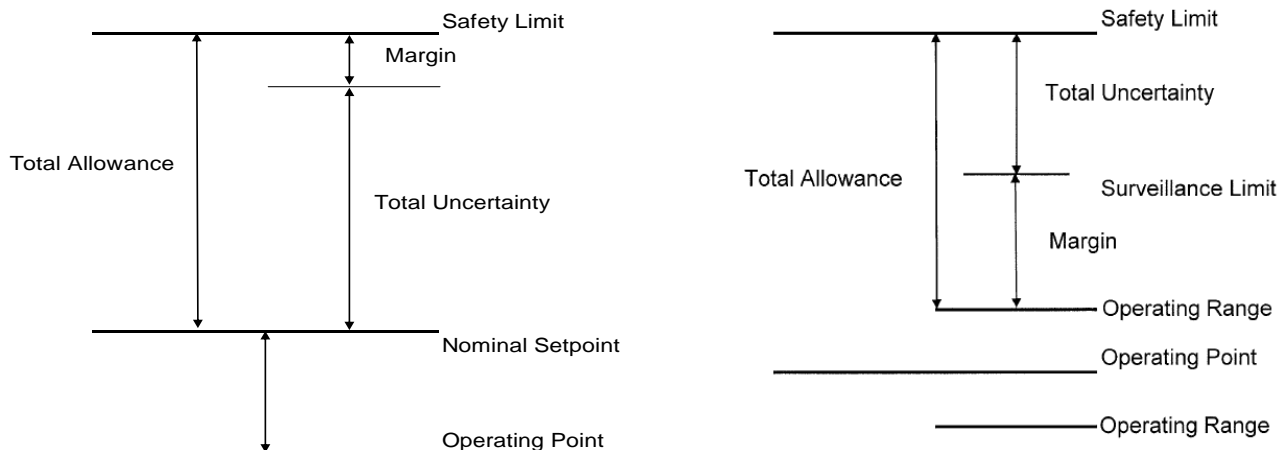 Safety Limit
Margin
Total Allowance
Total Uncertainty
Nominal Setpoint
Operating Point
Safety Limit
Total Uncertainty
Total Allowance
Surveillance Limit
Margin
Operating Range
Operating Point
Operating Range